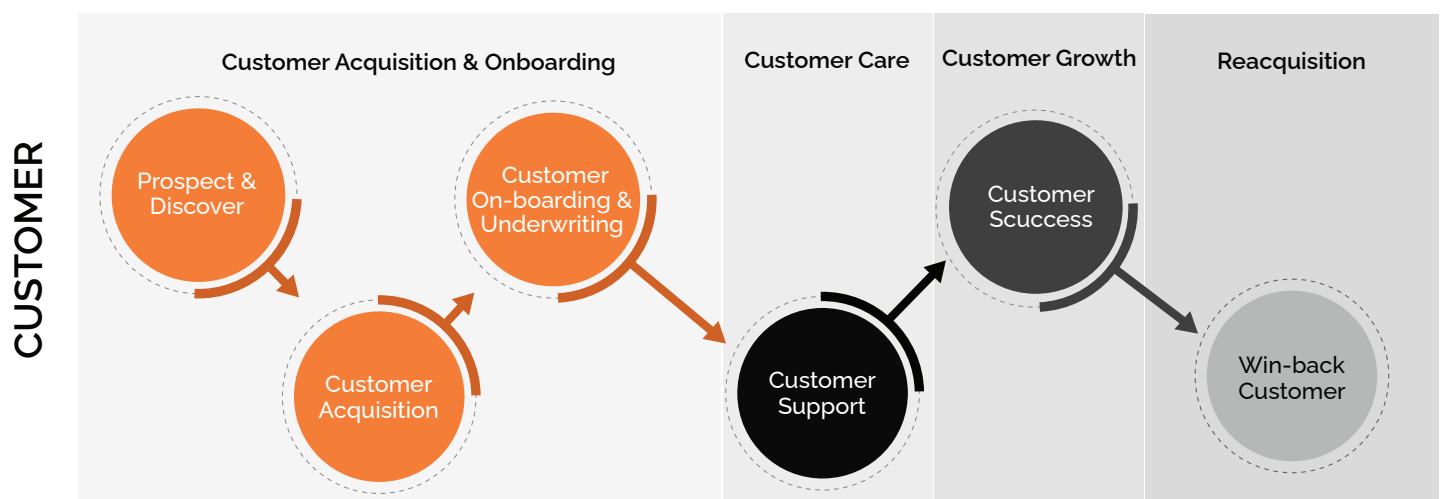 CUSTOMER
Customer Acquisition & Onboarding
Customer Care
Customer Growth
Reacquisition
Prospect &
Discover
Customer
Acquisition
Customer
On-boarding &
Underwriting
Customer
Support
Customer
Scuccess
Win-back
Customer